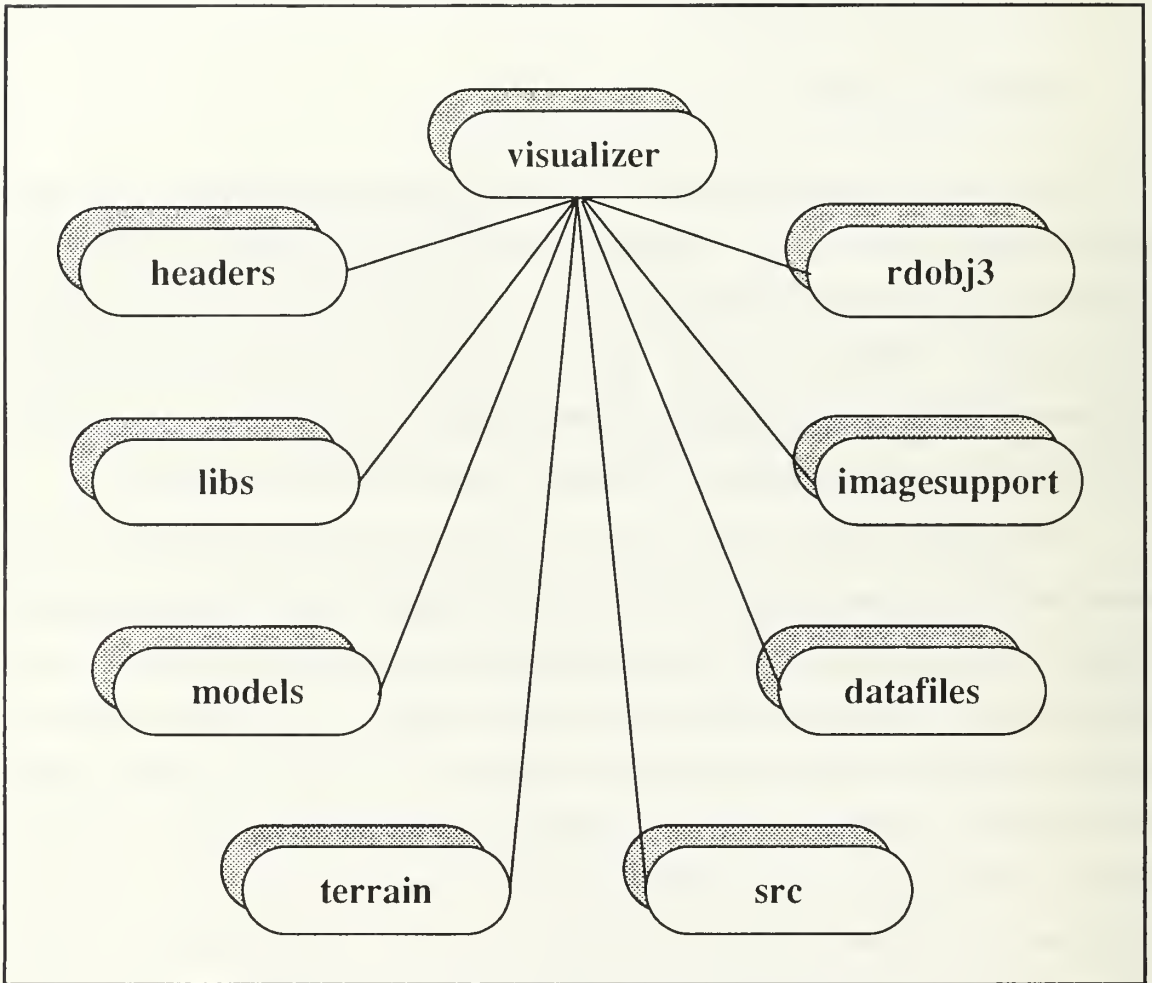 visualizer
headers
rdobj3
libs
imagesupport
models
datafiles
terrain
src